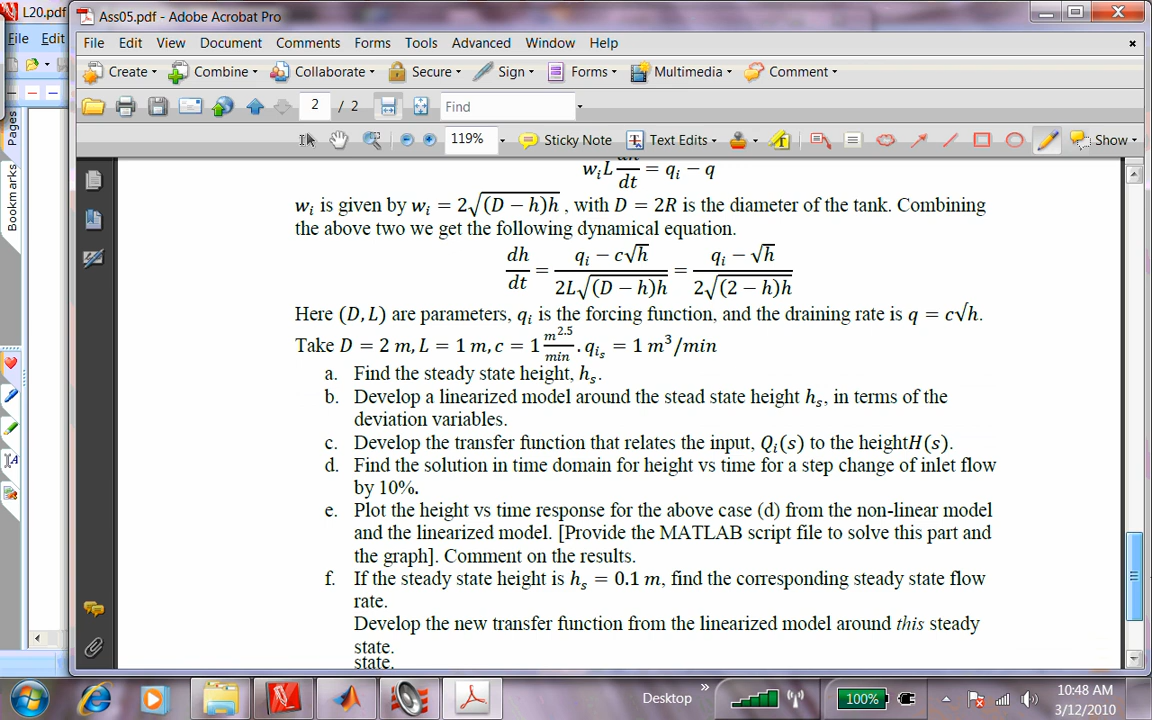 L20.pdf
Ass05.pdf - Adobe Acrobat Pro
File Edit
File Edit View Document Comments Forms Tools Advanced Window Help
Create Combine Collaborate Secure Sign Forms Multimedia Comment
2 / 2 Find
119% Sticky Note Text Edits Show
Pages
Bookmarks
w_i L dh/dt = q_i − q
w_i is given by w_i = 2√((D − h)h) , with D = 2R is the diameter of the tank. Combining
the above two we get the following dynamical equation.
dh/dt = (q_i − c√h)/(2L√((D − h)h)) = (q_i − √h)/(2√((2 − h)h))
Here (D, L) are parameters, q_i is the forcing function, and the draining rate is q = c√h.
Take D = 2 m, L = 1 m, c = 1 m^2.5/min . q_is = 1 m³/min
a. Find the steady state height, h_s.
b. Develop a linearized model around the stead state height h_s, in terms of the
deviation variables.
c. Develop the transfer function that relates the input, Q_i(s) to the heightH(s).
d. Find the solution in time domain for height vs time for a step change of inlet flow
by 10%.
e. Plot the height vs time response for the above case (d) from the non-linear model
and the linearized model. [Provide the MATLAB script file to solve this part and
the graph]. Comment on the results.
f. If the steady state height is h_s = 0.1 m, find the corresponding steady state flow
rate.
Develop the new transfer function from the linearized model around this steady
state.
state.
Desktop » 100% 10:48 AM
3/12/2010